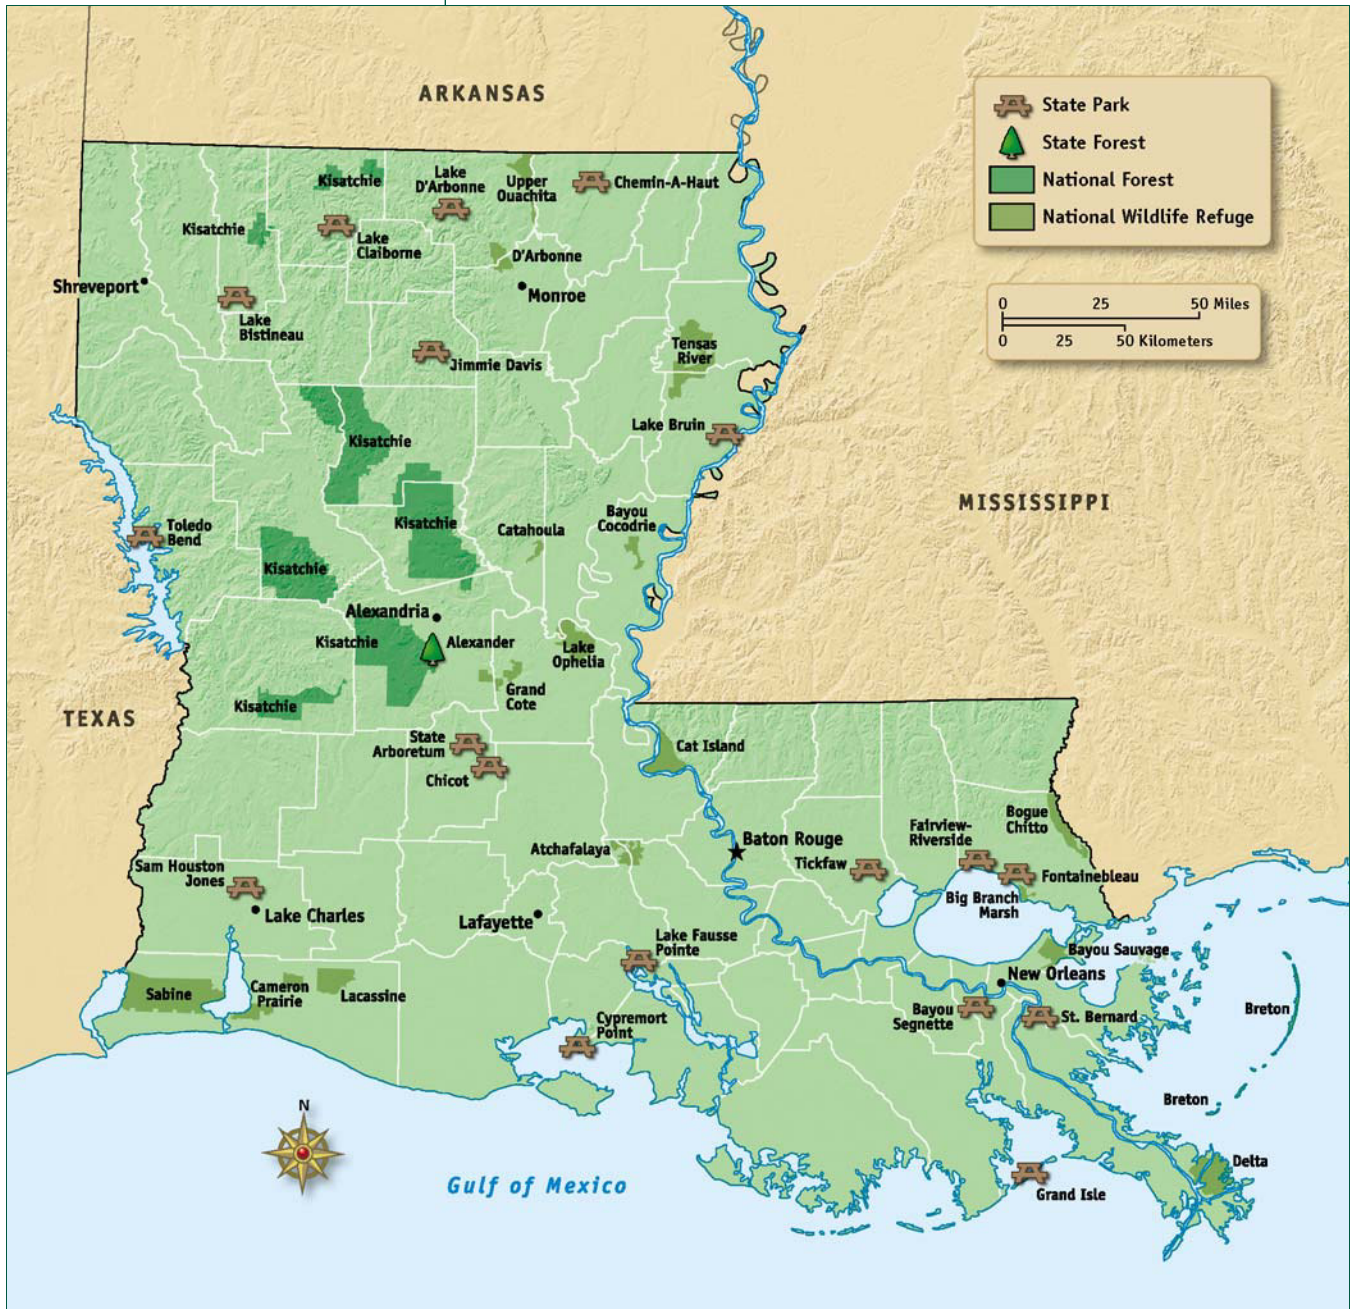 ARKANSAS
State Park
State Forest
National Forest
National Wildlife Refuge
0 25 50 Miles
0 25 50 Kilometers
Kisatchie
Lake
D'Arbonne
Upper
Ouachita
Chemin-A-Haut
Kisatchie
Lake
Claiborne
D'Arbonne
Shreveport
Monroe
Lake
Bistineau
Jimmie Davis
Tensas
River
Lake Bruin
Kisatchie
MISSISSIPPI
Toledo
Bend
Kisatchie
Catahoula
Bayou
Cocodrie
Kisatchie
Alexandria
Kisatchie
Alexander
Lake
Ophelia
Grand
Cote
Kisatchie
TEXAS
State
Arboretum
Chicot
Cat Island
Bogue
Chitto
Fairview-
Riverside
Baton Rouge
Tickfaw
Atchafalaya
Fontainebleau
Sam Houston
Jones
Big Branch
Marsh
Lake Charles
Lafayette
Lake Fausse
Pointe
Bayou Sauvage
New Orleans
Sabine
Cameron
Prairie
Lacassine
Bayou
Segnette
St. Bernard
Breton
Cypremort
Point
Breton
N
Gulf of Mexico
Delta
Grand Isle